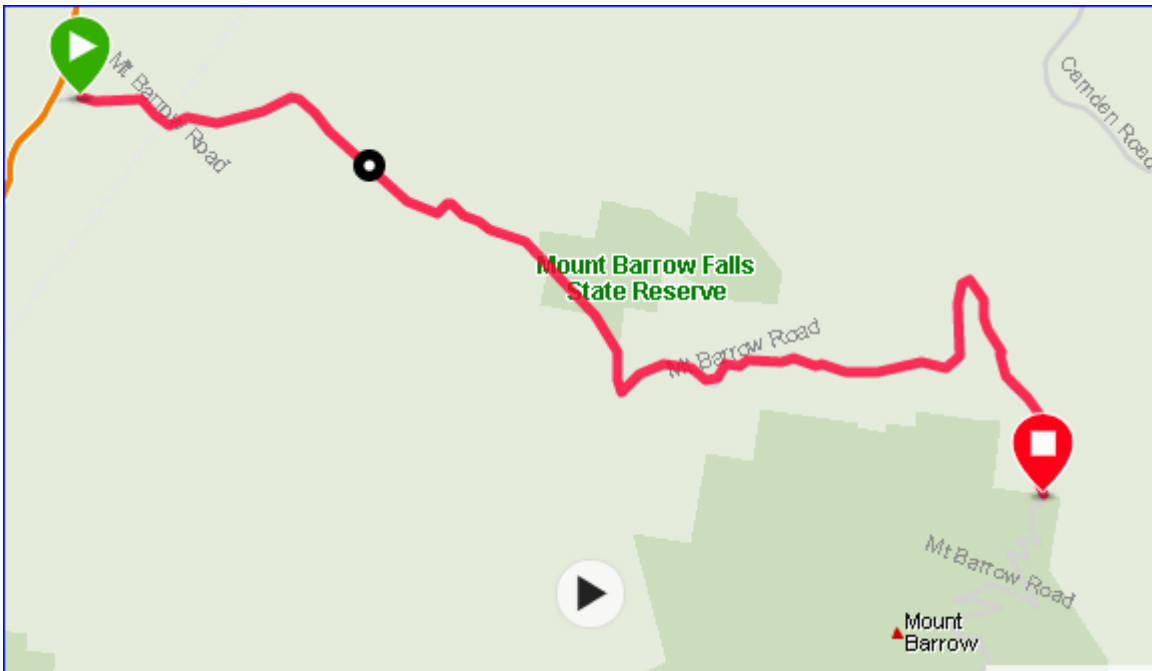 Mt Barrow Road
Camden Road
Mount Barrow Falls
State Reserve
Mt Barrow Road
Mt Barrow Road
Mount
Barrow